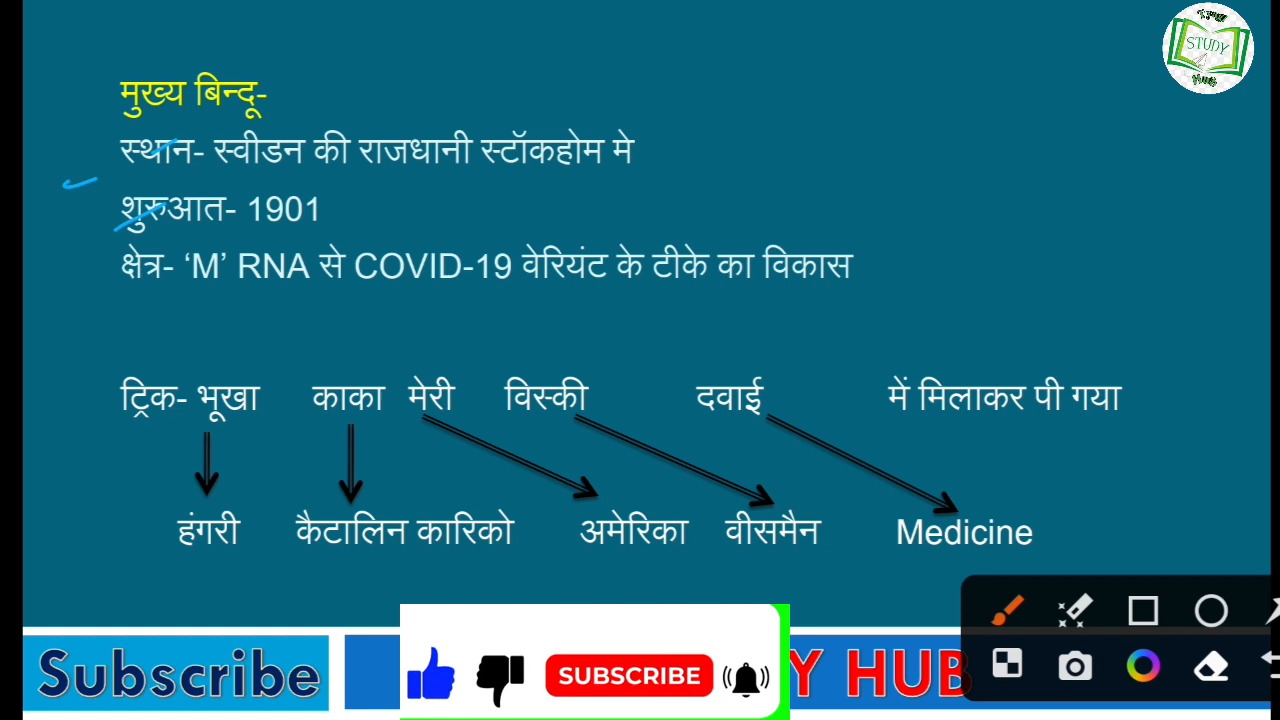 STUDY
मुख्य बिन्दू-
स्थान- स्वीडन की राजधानी स्टॉकहोम मे
शुरुआत- 1901
क्षेत्र- ‘M’ RNA से COVID-19 वेरियंट के टीके का विकास
ट्रिक- भूखा काका मेरी विस्की दवाई में मिलाकर पी गया
हंगरी कैटालिन कारिको अमेरिका वीसमैन Medicine
Subscribe SUBSCRIBE Y HUB